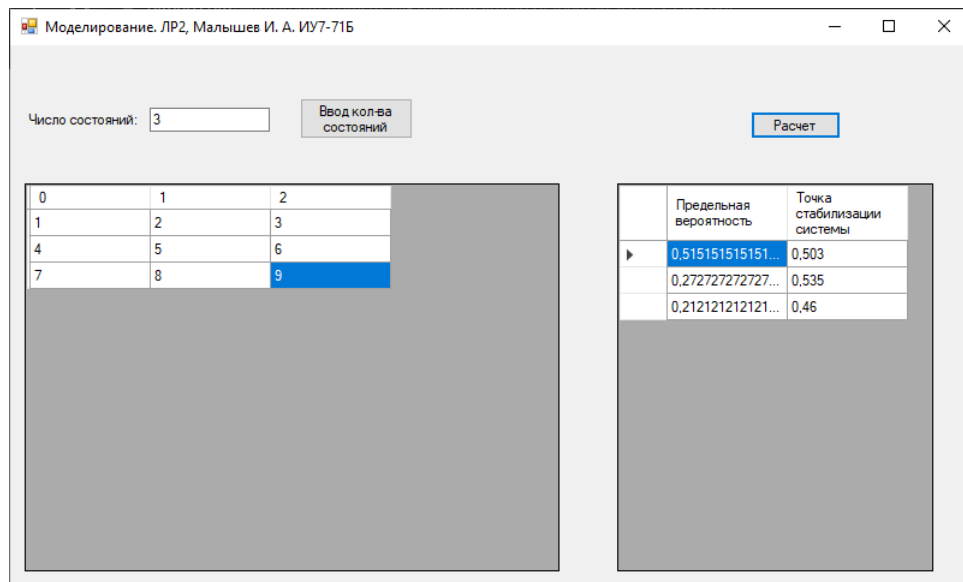 Моделирование. ЛР2, Малышев И. А. ИУ7-71Б
Число состояний:
3
Ввод кол-ва
состояний
Расчет
0 1 2
1 2 3
4 5 6
7 8 9
Предельная
вероятность
Точка
стабилизации
системы
0,515151515151... 0,503
0,272727272727... 0,535
0,212121212121... 0,46